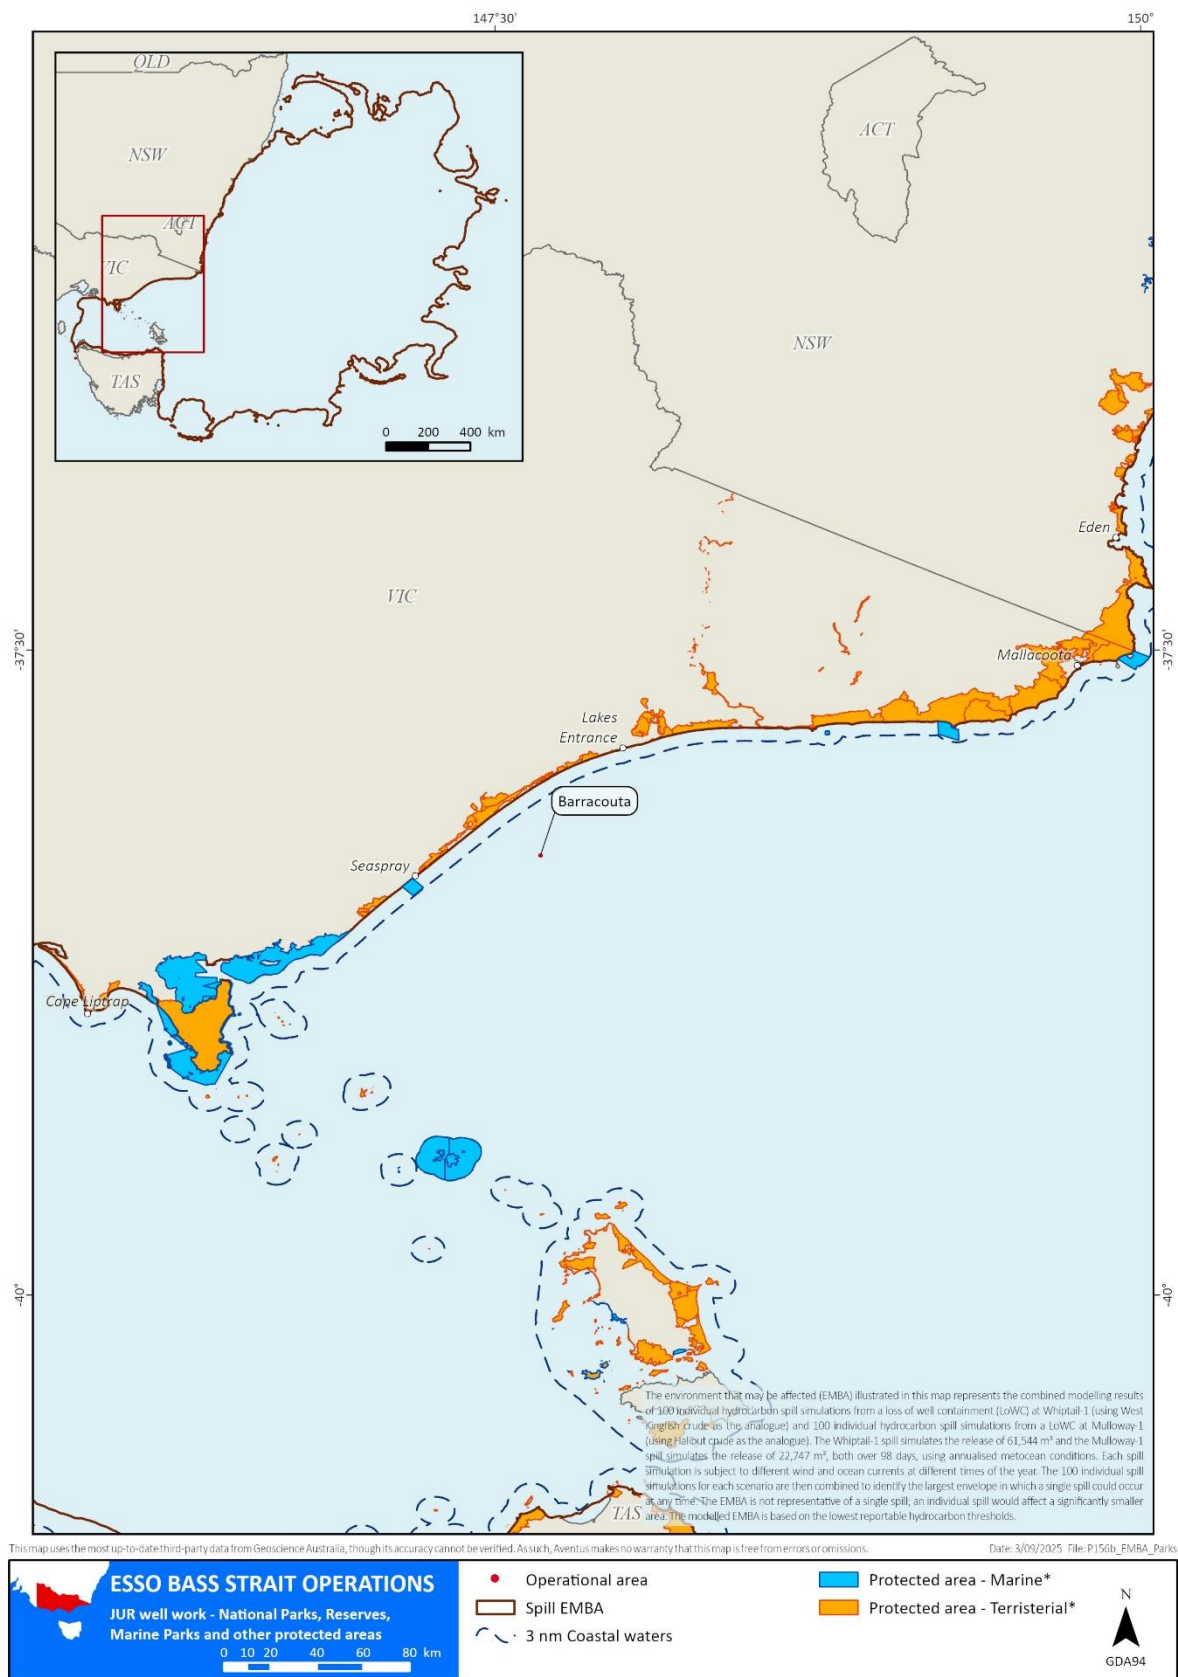 147°30'
150°
QLD
NSW
ACT
VIC
TAS
0 200 400 km
ACT
NSW
VIC
Eden
-37°30'
-37°30'
Mallacoota
Lakes
Entrance
Barracouta
Seaspray
Cape Liptrap
-40°
-40°
The environment that may be affected (EMBA) illustrated in this map represents the combined modelling results
of 100 individual hydrocarbon spill simulations from a loss of well containment (LoWC) at Whiptail-1 (using West
Kingfish crude as the analogue) and 100 individual hydrocarbon spill simulations from a LoWC at Mulloway-1
(using Halibut crude as the analogue). The Whiptail-1 spill simulates the release of 61,544 m³ and the Mulloway-1
spill simulates the release of 22,747 m³, both over 98 days, using annualised metocean conditions. Each spill
simulation is subject to different wind and ocean currents at different times of the year. The 100 individual spill
simulations for each scenario are then combined to identify the largest envelope in which a single spill could occur
at any time. The EMBA is not representative of a single spill; an individual spill would affect a significantly smaller
area. The modelled EMBA is based on the lowest reportable hydrocarbon thresholds.
TAS
This map uses the most up-to-date third-party data from Geoscience Australia, though its accuracy cannot be verified. As such, Aventus makes no warranty that this map is free from errors or omissions.
Date: 3/09/2025 File: P156b_EMBA_Parks
ESSO BASS STRAIT OPERATIONS
JUR well work - National Parks, Reserves,
Marine Parks and other protected areas
0 10 20 40 60 80 km
Operational area
Spill EMBA
3 nm Coastal waters
Protected area - Marine*
Protected area - Terristerial*
N
GDA94